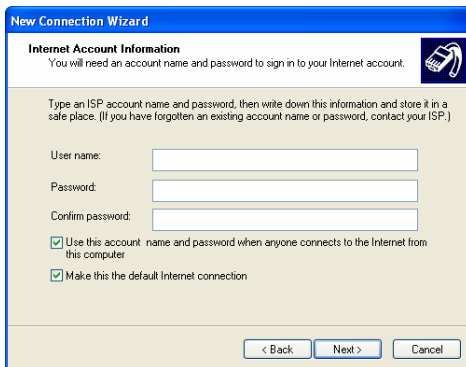 New Connection Wizard
Internet Account Information
You will need an account name and password to sign in to your Internet account.
Type an ISP account name and password, then write down this information and store it in a
safe place. (If you have forgotten an existing account name or password, contact your ISP.)
User name:
Password:
Confirm password:
Use this account name and password when anyone connects to the Internet from
this computer
Make this the default Internet connection
< Back
Next >
Cancel